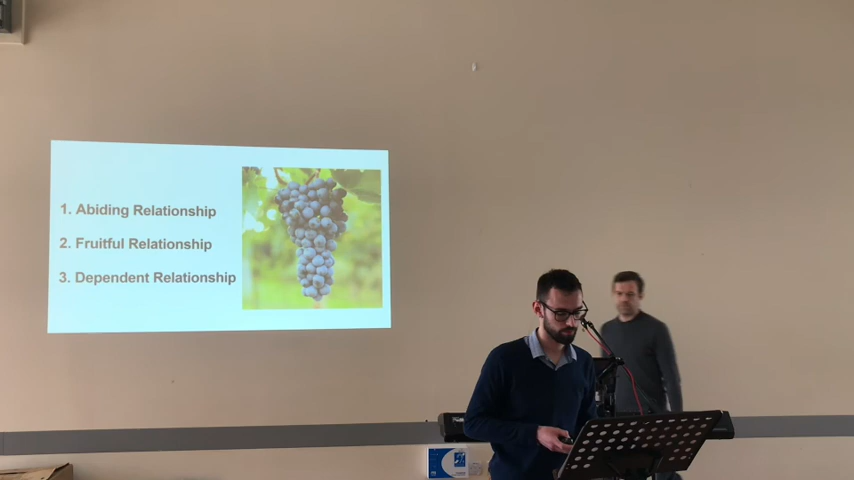 1. Abiding Relationship
2. Fruitful Relationship
3. Dependent Relationship